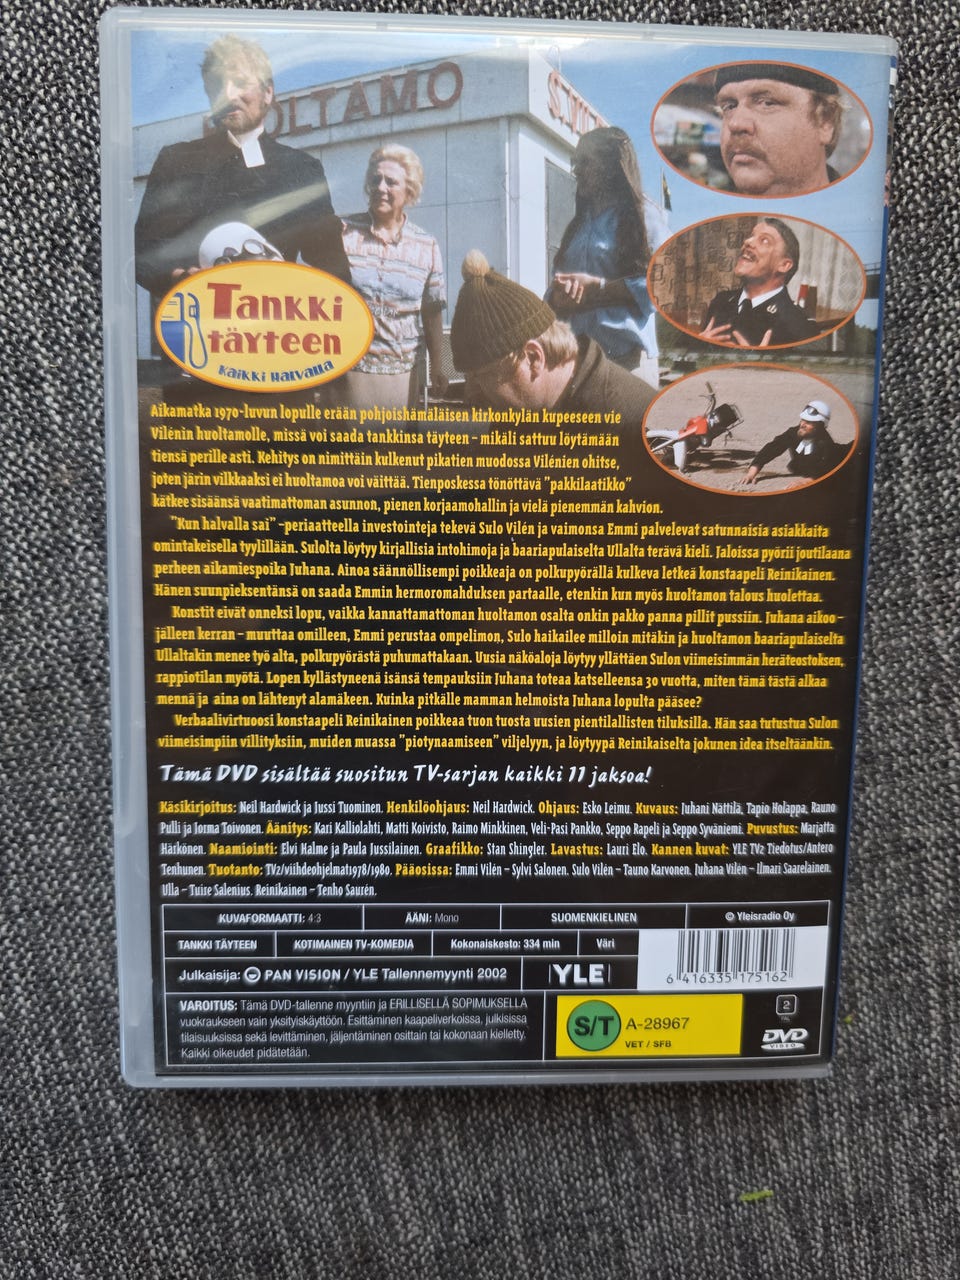 HUOLTAMO
Tankki
täyteen
Kaikki Halvalla
Aikamatka 1970-luvun lopulle erään pohjoishämäläisen kirkonkylän kupeeseen vie
Vilénin huoltamolle, missä voi saada tankkinsa täyteen – mikäli sattuu löytämään
tiensä perille asti. Kehitys on nimittäin kulkenut pikatien muodossa Vilénien ohitse,
joten järin vilkkaaksi ei huoltamoa voi väittää. Tienposkessa tönöttävä "pakkilaatikko"
kätkee sisäänsä vaatimattoman asunnon, pienen korjaamohallin ja vielä pienemmän kahvion.
"Kun halvalla sai" -periaatteella investointeja tekevä Sulo Vilén ja vaimonsa Emmi palvelevat satunnaisia asiakkaita
omintakeisella tyylillään. Sulolta löytyy kirjallisia intohimoja ja baariapulaiselta Ullalta terävä kieli. Jaloissa pyörii joutilaana
perheen aikamiespoika Juhana. Ainoa säännöllisempi poikkeaja on polkupyörällä kulkeva letkeä konstaapeli Reinikainen.
Hänen suunpieksentänsä on saada Emmin hermoromahduksen partaalle, etenkin kun myös huoltamon talous huolettaa.
Konstit eivät onneksi lopu, vaikka kannattamattoman huoltamon osalta onkin pakko panna pillit pussiin. Juhana aikoo –
jälleen kerran – muuttaa omilleen, Emmi perustaa ompelimon, Sulo haikailee milloin mitäkin ja huoltamon baariapulaiselta
Ullaltakin menee työ alta, polkupyörästä puhumattakaan. Uusia näköaloja löytyy yllättäen Sulon viimeisimmän heräteostoksen,
rappiotilan myötä. Lopen kyllästyneenä isänsä tempauksiin Juhana toteaa katselleensa 30 vuotta, miten tämä tästä alkaa
mennä ja aina on lähtenyt alamäkeen. Kuinka pitkälle mamman helmoista Juhana lopulta pääsee?
Verbaalivirtuoosi konstaapeli Reinikainen poikkeaa tuon tuosta uusien pientilallisten tiluksilla. Hän saa tutustua Sulon
viimeisimpiin villityksiin, muiden muassa "piotynaamiseen" viljelyyn, ja löytyypä Reinikaiselta jokunen idea itseltäänkin.
Tämä DVD sisältää suositun TV-sarjan kaikki 11 jaksoa!
Käsikirjoitus: Neil Hardwick ja Jussi Tuominen. Henkilöohjaus: Neil Hardwick. Ohjaus: Esko Leimu. Kuvaus: Juhani Nättilä, Tapio Holappa, Rauno
Pulli ja Jorma Toivonen. Äänitys: Kari Kalliolahti, Matti Koivisto, Raimo Minkkinen, Veli-Pasi Pankko, Seppo Rapeli ja Seppo Syväniemi. Puvustus: Marjatta
Härkönen. Naamiointi: Elvi Halme ja Paula Jussilainen. Graafikko: Stan Shingler. Lavastus: Lauri Elo. Kannen kuvat: YLE TV2 Tiedotus/Antero
Tenhunen. Tuotanto: TV2/viihdeohjelmat1978/1980. Pääosissa: Emmi Vilén – Sylvi Salonen. Sulo Vilén – Tauno Karvonen. Juhana Vilén – Ilmari Saarelainen.
Ulla – Tuire Salenius. Reinikainen – Tenho Saurén.
KUVAFORMAATTI: 4:3 ÄÄNI: Mono SUOMENKIELINEN © Yleisradio Oy
TANKKI TÄYTEEN KOTIMAINEN TV-KOMEDIA Kokonaiskesto: 334 min Väri
Julkaisija: PAN VISION / YLE Tallennemyynti 2002 YLE
6 416335 175162
VAROITUS: Tämä DVD-tallenne myyntiin ja ERILLISELLÄ SOPIMUKSELLA
vuokraukseen vain yksityiskäyttöön. Esittäminen kaapeliverkoissa, julkisissa
tilaisuuksissa sekä levittäminen, jäljentäminen osittain tai kokonaan kielletty.
Kaikki oikeudet pidätetään.
S/T A-28967
VET / SFB
2
PAL
DVD
VIDEO